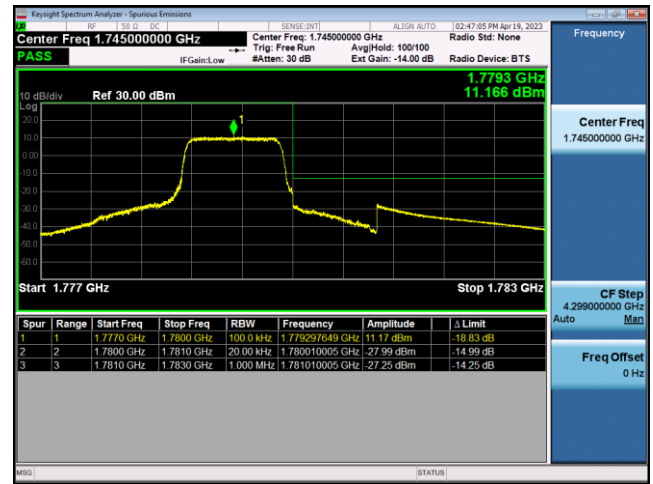 Keysight Spectrum Analyzer - Spurious Emissions
RF 50 Ω DC SENSE:INT ALIGN AUTO 02:47:05 PM Apr 19, 2023
Center Freq 1.745000000 GHz Center Freq: 1.745000000 GHz Radio Std: None
Trig: Free Run Avg|Hold: 100/100
PASS IFGain:Low #Atten: 30 dB Ext Gain: -14.00 dB Radio Device: BTS
1.7793 GHz
10 dB/div Ref 30.00 dBm 11.166 dBm
Log
20.0
1
10.0
0.00
-10.0
-20.0
-30.0
-40.0
-50.0
-60.0
Start 1.777 GHz Stop 1.783 GHz
Spur Range Start Freq Stop Freq RBW Frequency Amplitude Δ Limit
1 1 1.7770 GHz 1.7800 GHz 100.0 kHz 1.779297649 GHz 11.17 dBm -18.83 dB
2 2 1.7800 GHz 1.7810 GHz 20.00 kHz 1.780010005 GHz -27.99 dBm -14.99 dB
3 3 1.7810 GHz 1.7830 GHz 1.000 MHz 1.781010005 GHz -27.25 dBm -14.25 dB
MSG STATUS
Frequency
Center Freq
1.745000000 GHz
CF Step
4.299000000 GHz
Auto Man
Freq Offset
0 Hz